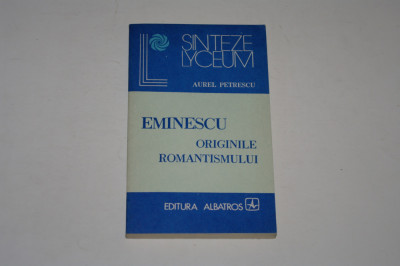 SINTEZE
LYCEUM
AUREL PETRESCU
EMINESCU
ORIGINILE
ROMANTISMULUI
EDITURA ALBATROS